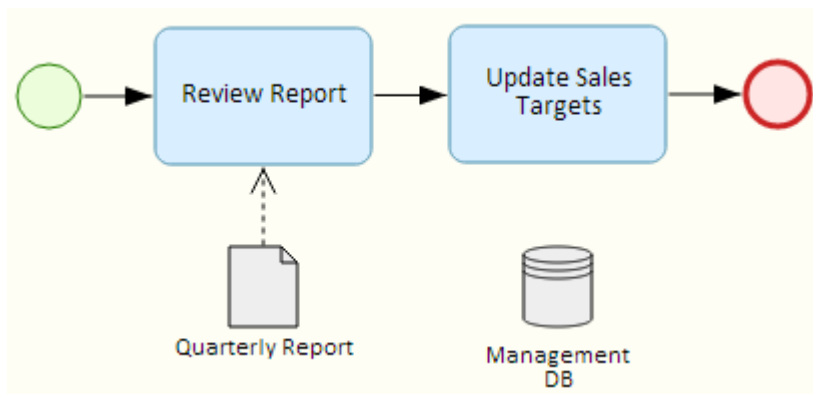 Review Report
Update Sales
Targets
Quarterly Report
Management
DB